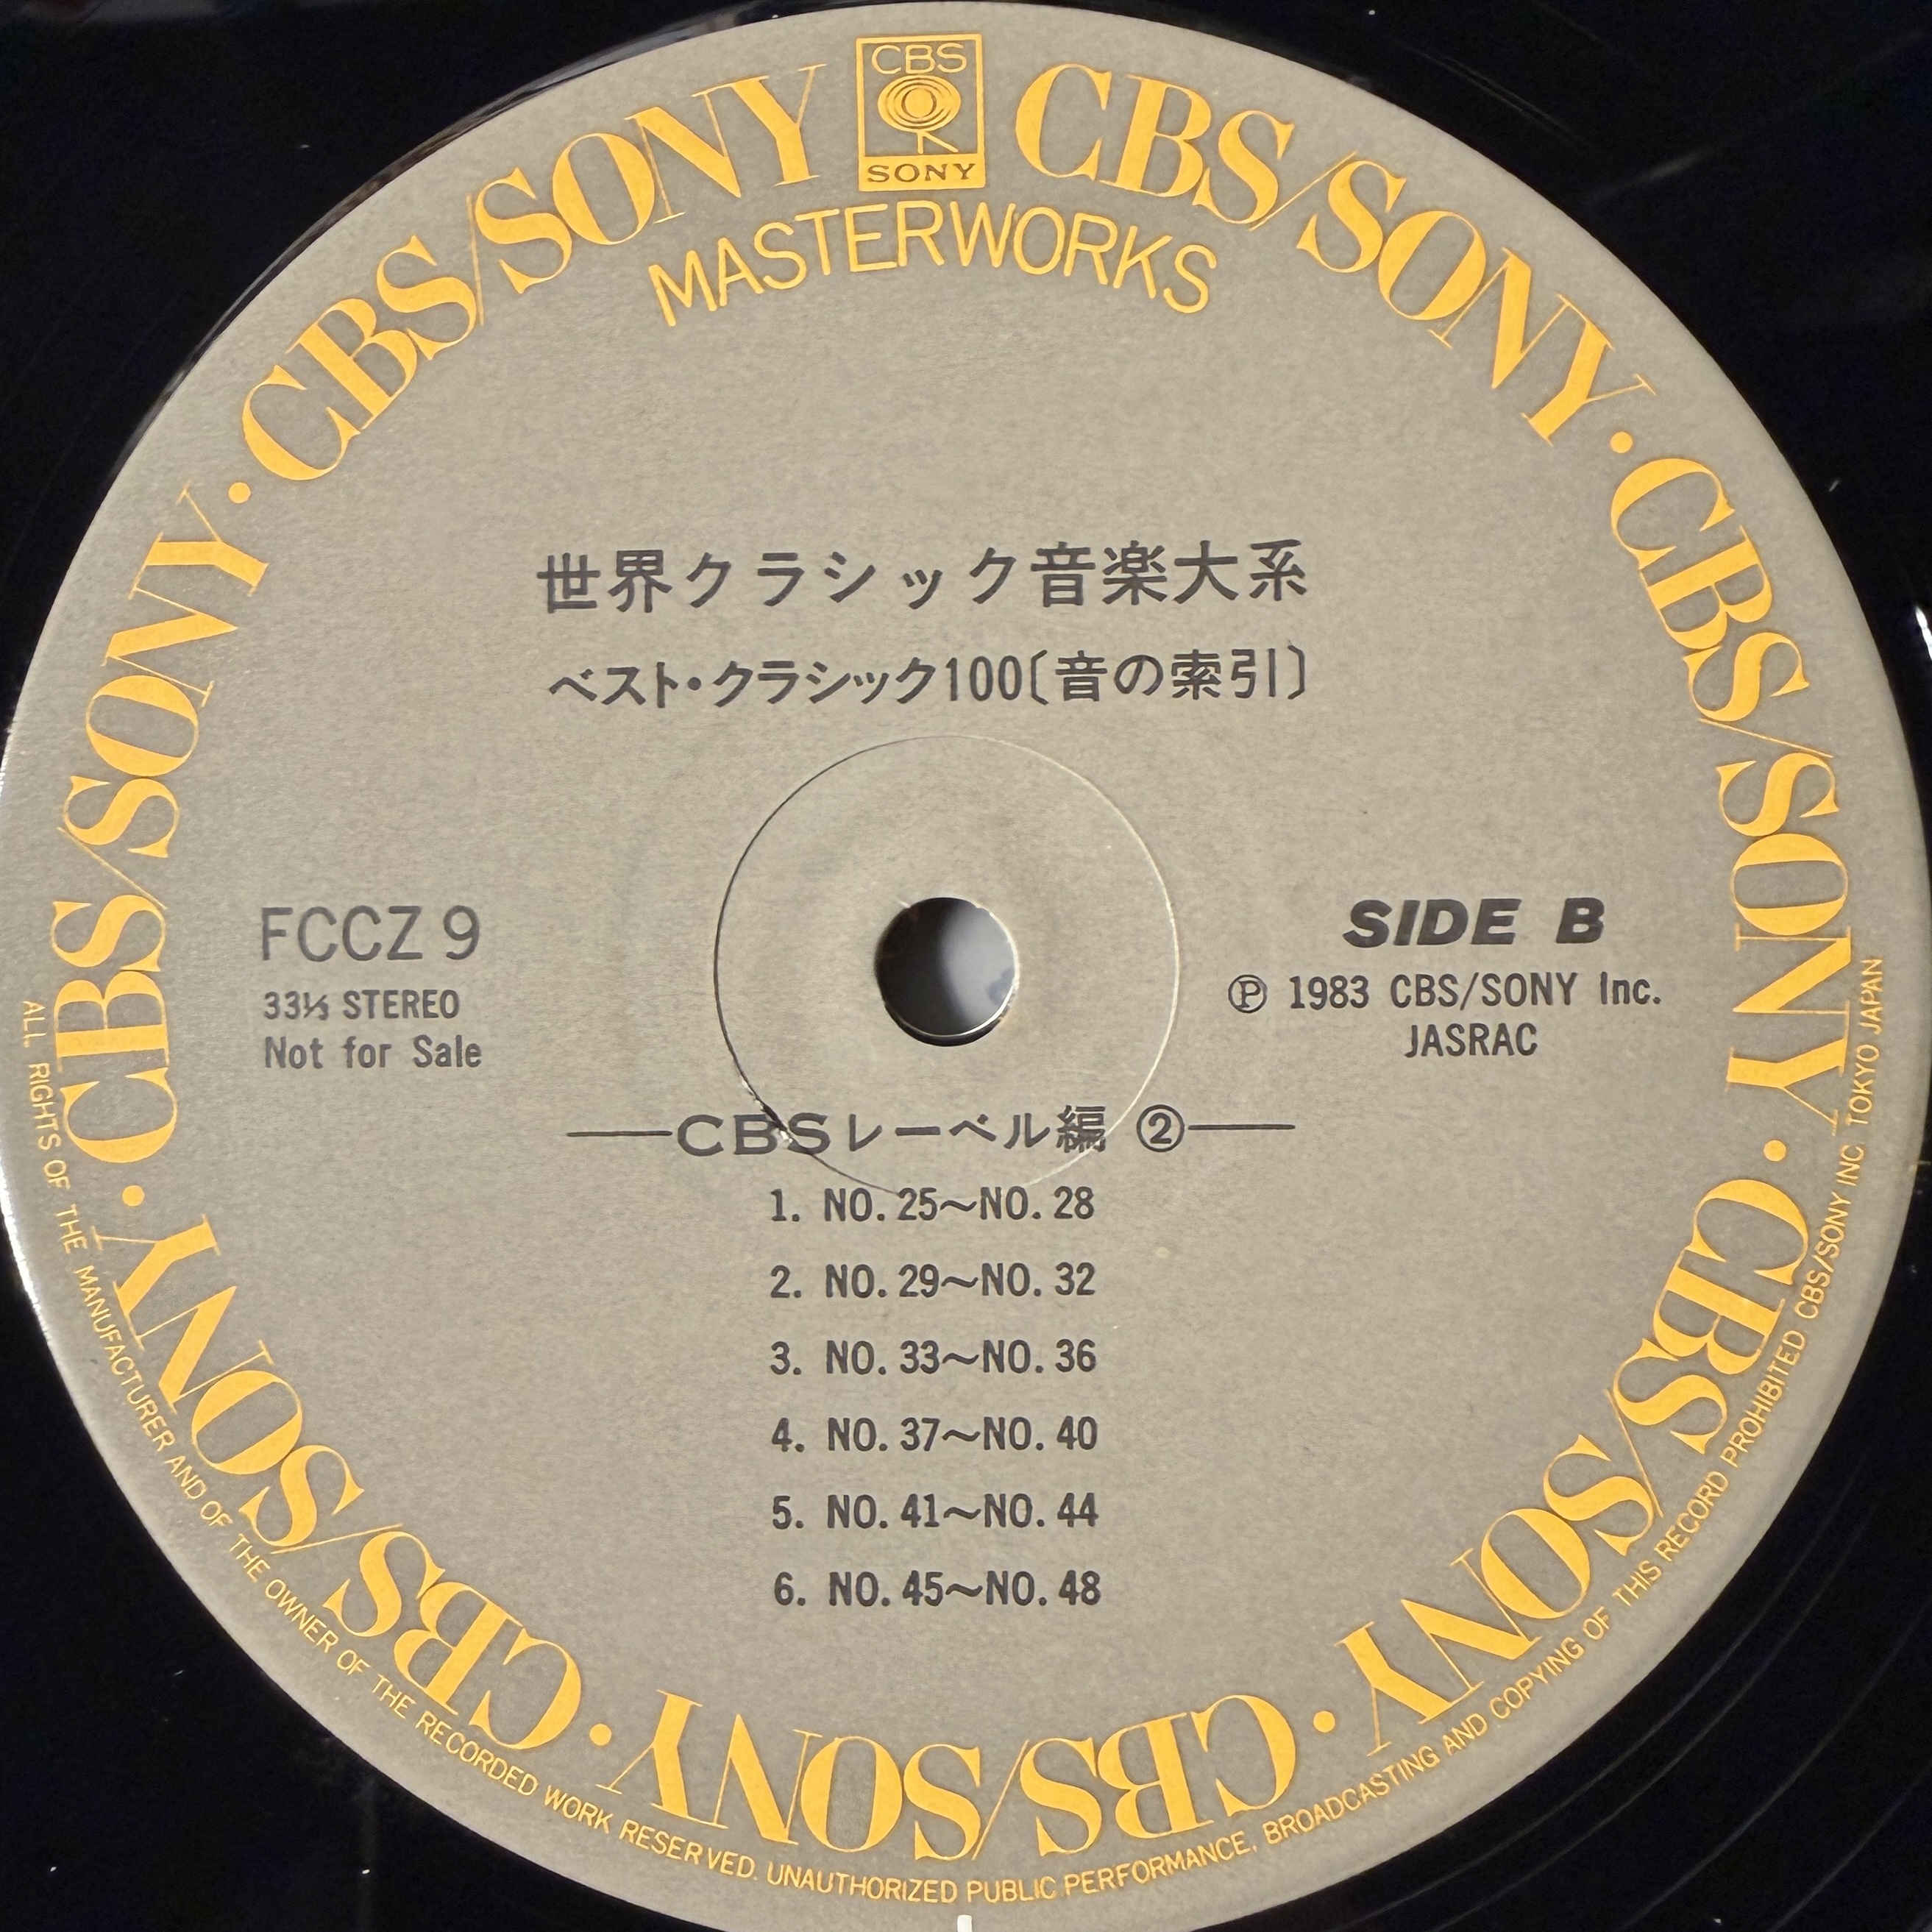 CBS
SONY
CBS/SONY · CBS/SONY · CBS/SONY · CBS/SONY · CBS/SONY · CBS/SONY · CBS/SONY · CBS/SONY
MASTERWORKS
世界クラシック音楽大系
ベスト・クラシック100〔音の索引〕
FCCZ 9
33⅓ STEREO
Not for Sale
SIDE B
Ⓟ 1983 CBS/SONY Inc.
JASRAC
CBSレーベル編 ②
1. NO. 25〜NO. 28
2. NO. 29〜NO. 32
3. NO. 33〜NO. 36
4. NO. 37〜NO. 40
5. NO. 41〜NO. 44
6. NO. 45〜NO. 48
ALL RIGHTS OF THE MANUFACTURER AND OF THE OWNER OF THE RECORDED WORK RESERVED. UNAUTHORIZED PUBLIC PERFORMANCE, BROADCASTING AND COPYING OF THIS RECORD PROHIBITED CBS/SONY INC. TOKYO JAPAN